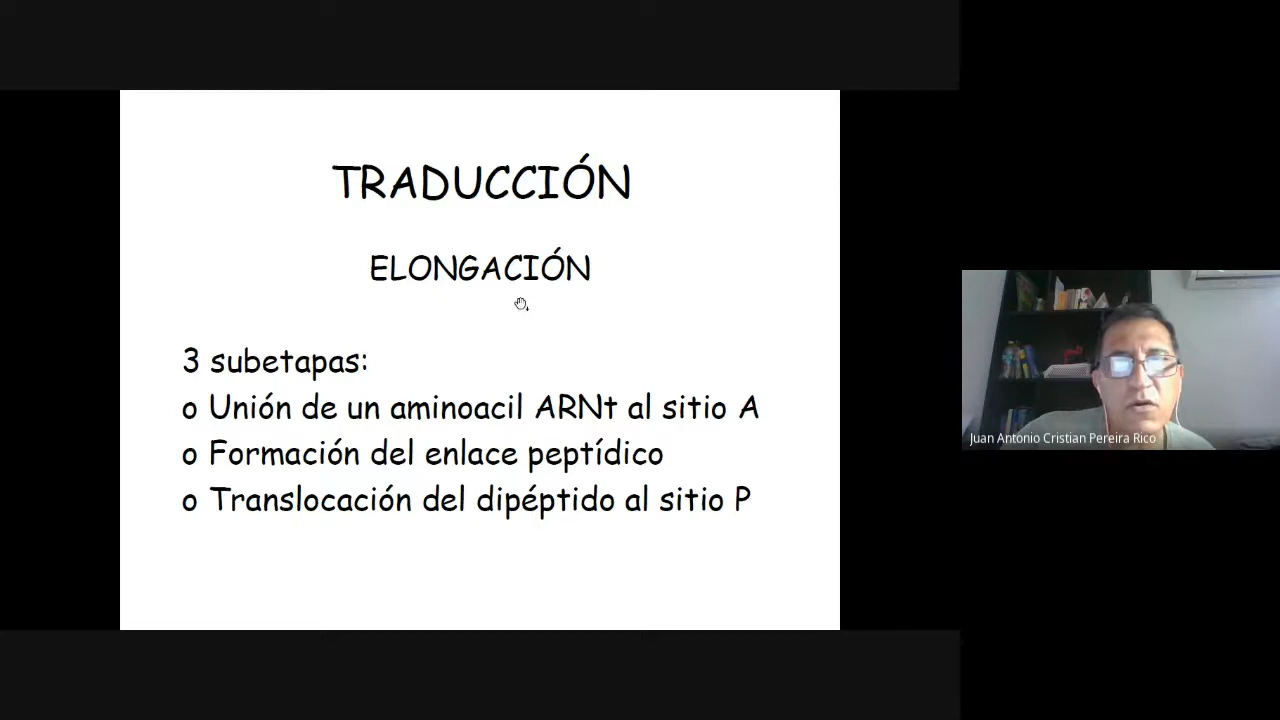 TRADUCCIÓN
ELONGACIÓN
3 subetapas:
o Unión de un aminoacil ARNt al sitio A
o Formación del enlace peptídico
o Translocación del dipéptido al sitio P
Juan Antonio Cristian Pereira Rico